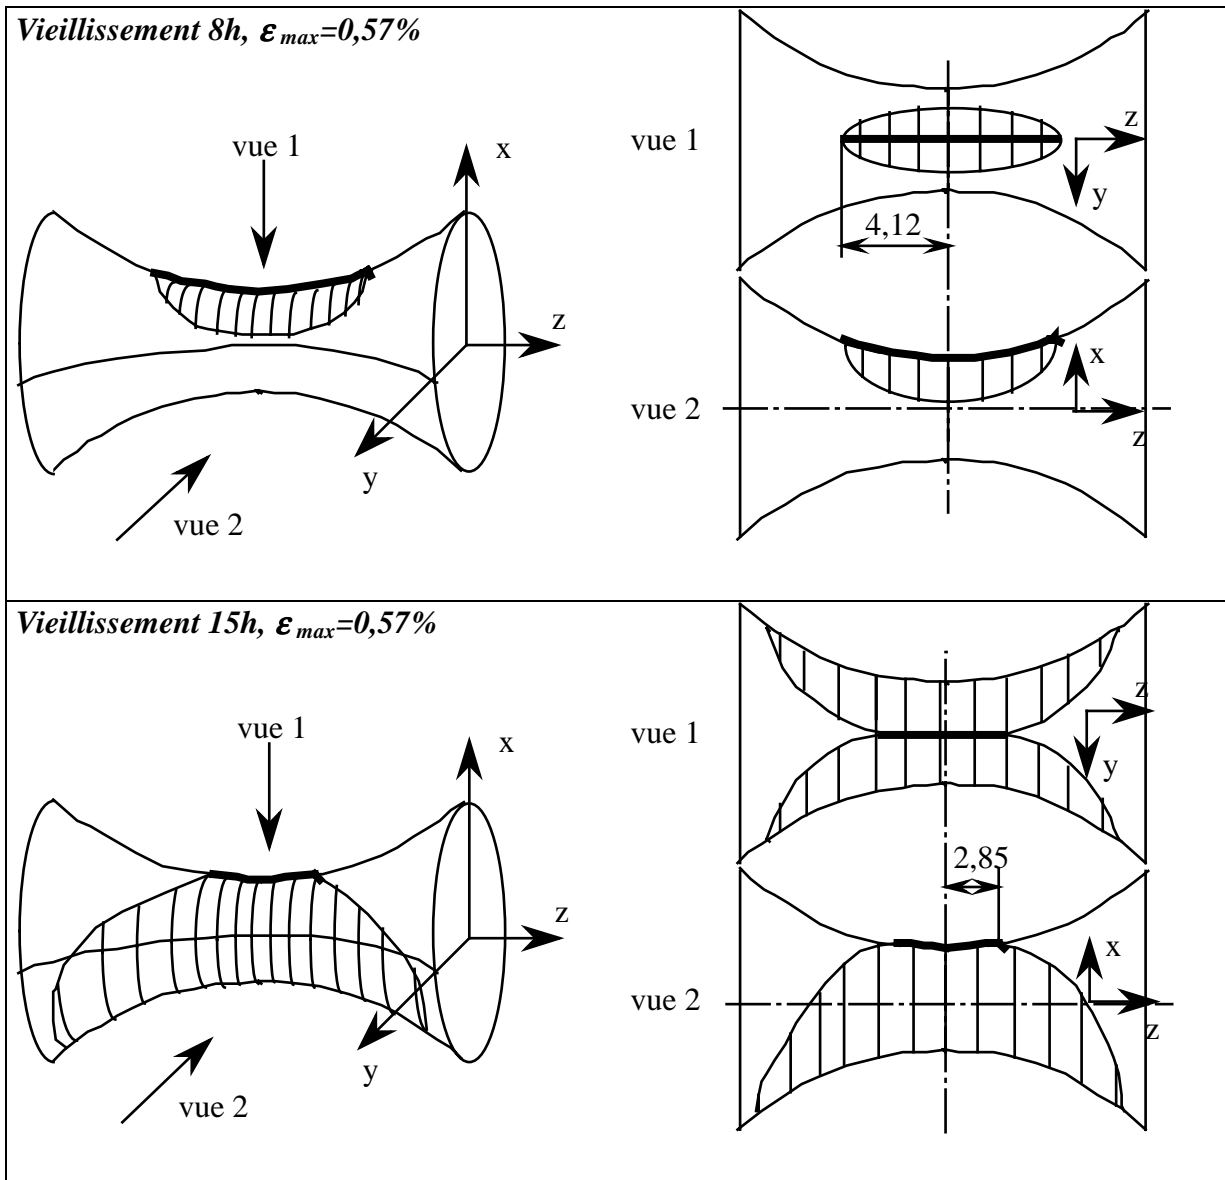 Vieillissement 8h, ε max=0,57%
vue 1
x
z
y
vue 2
vue 1
z
y
4,12
vue 2
x
z
Vieillissement 15h, ε max=0,57%
vue 1
x
z
y
vue 2
vue 1
z
y
2,85
vue 2
x
z